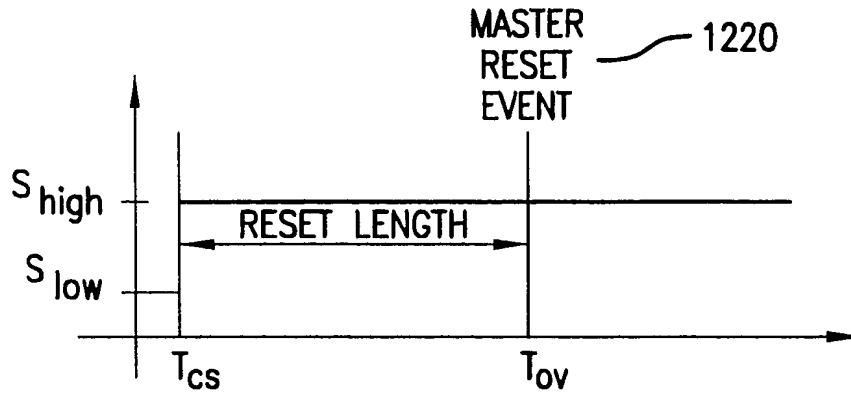 MASTER
RESET
EVENT
1220
S high
RESET LENGTH
S low
Tcs
Tov